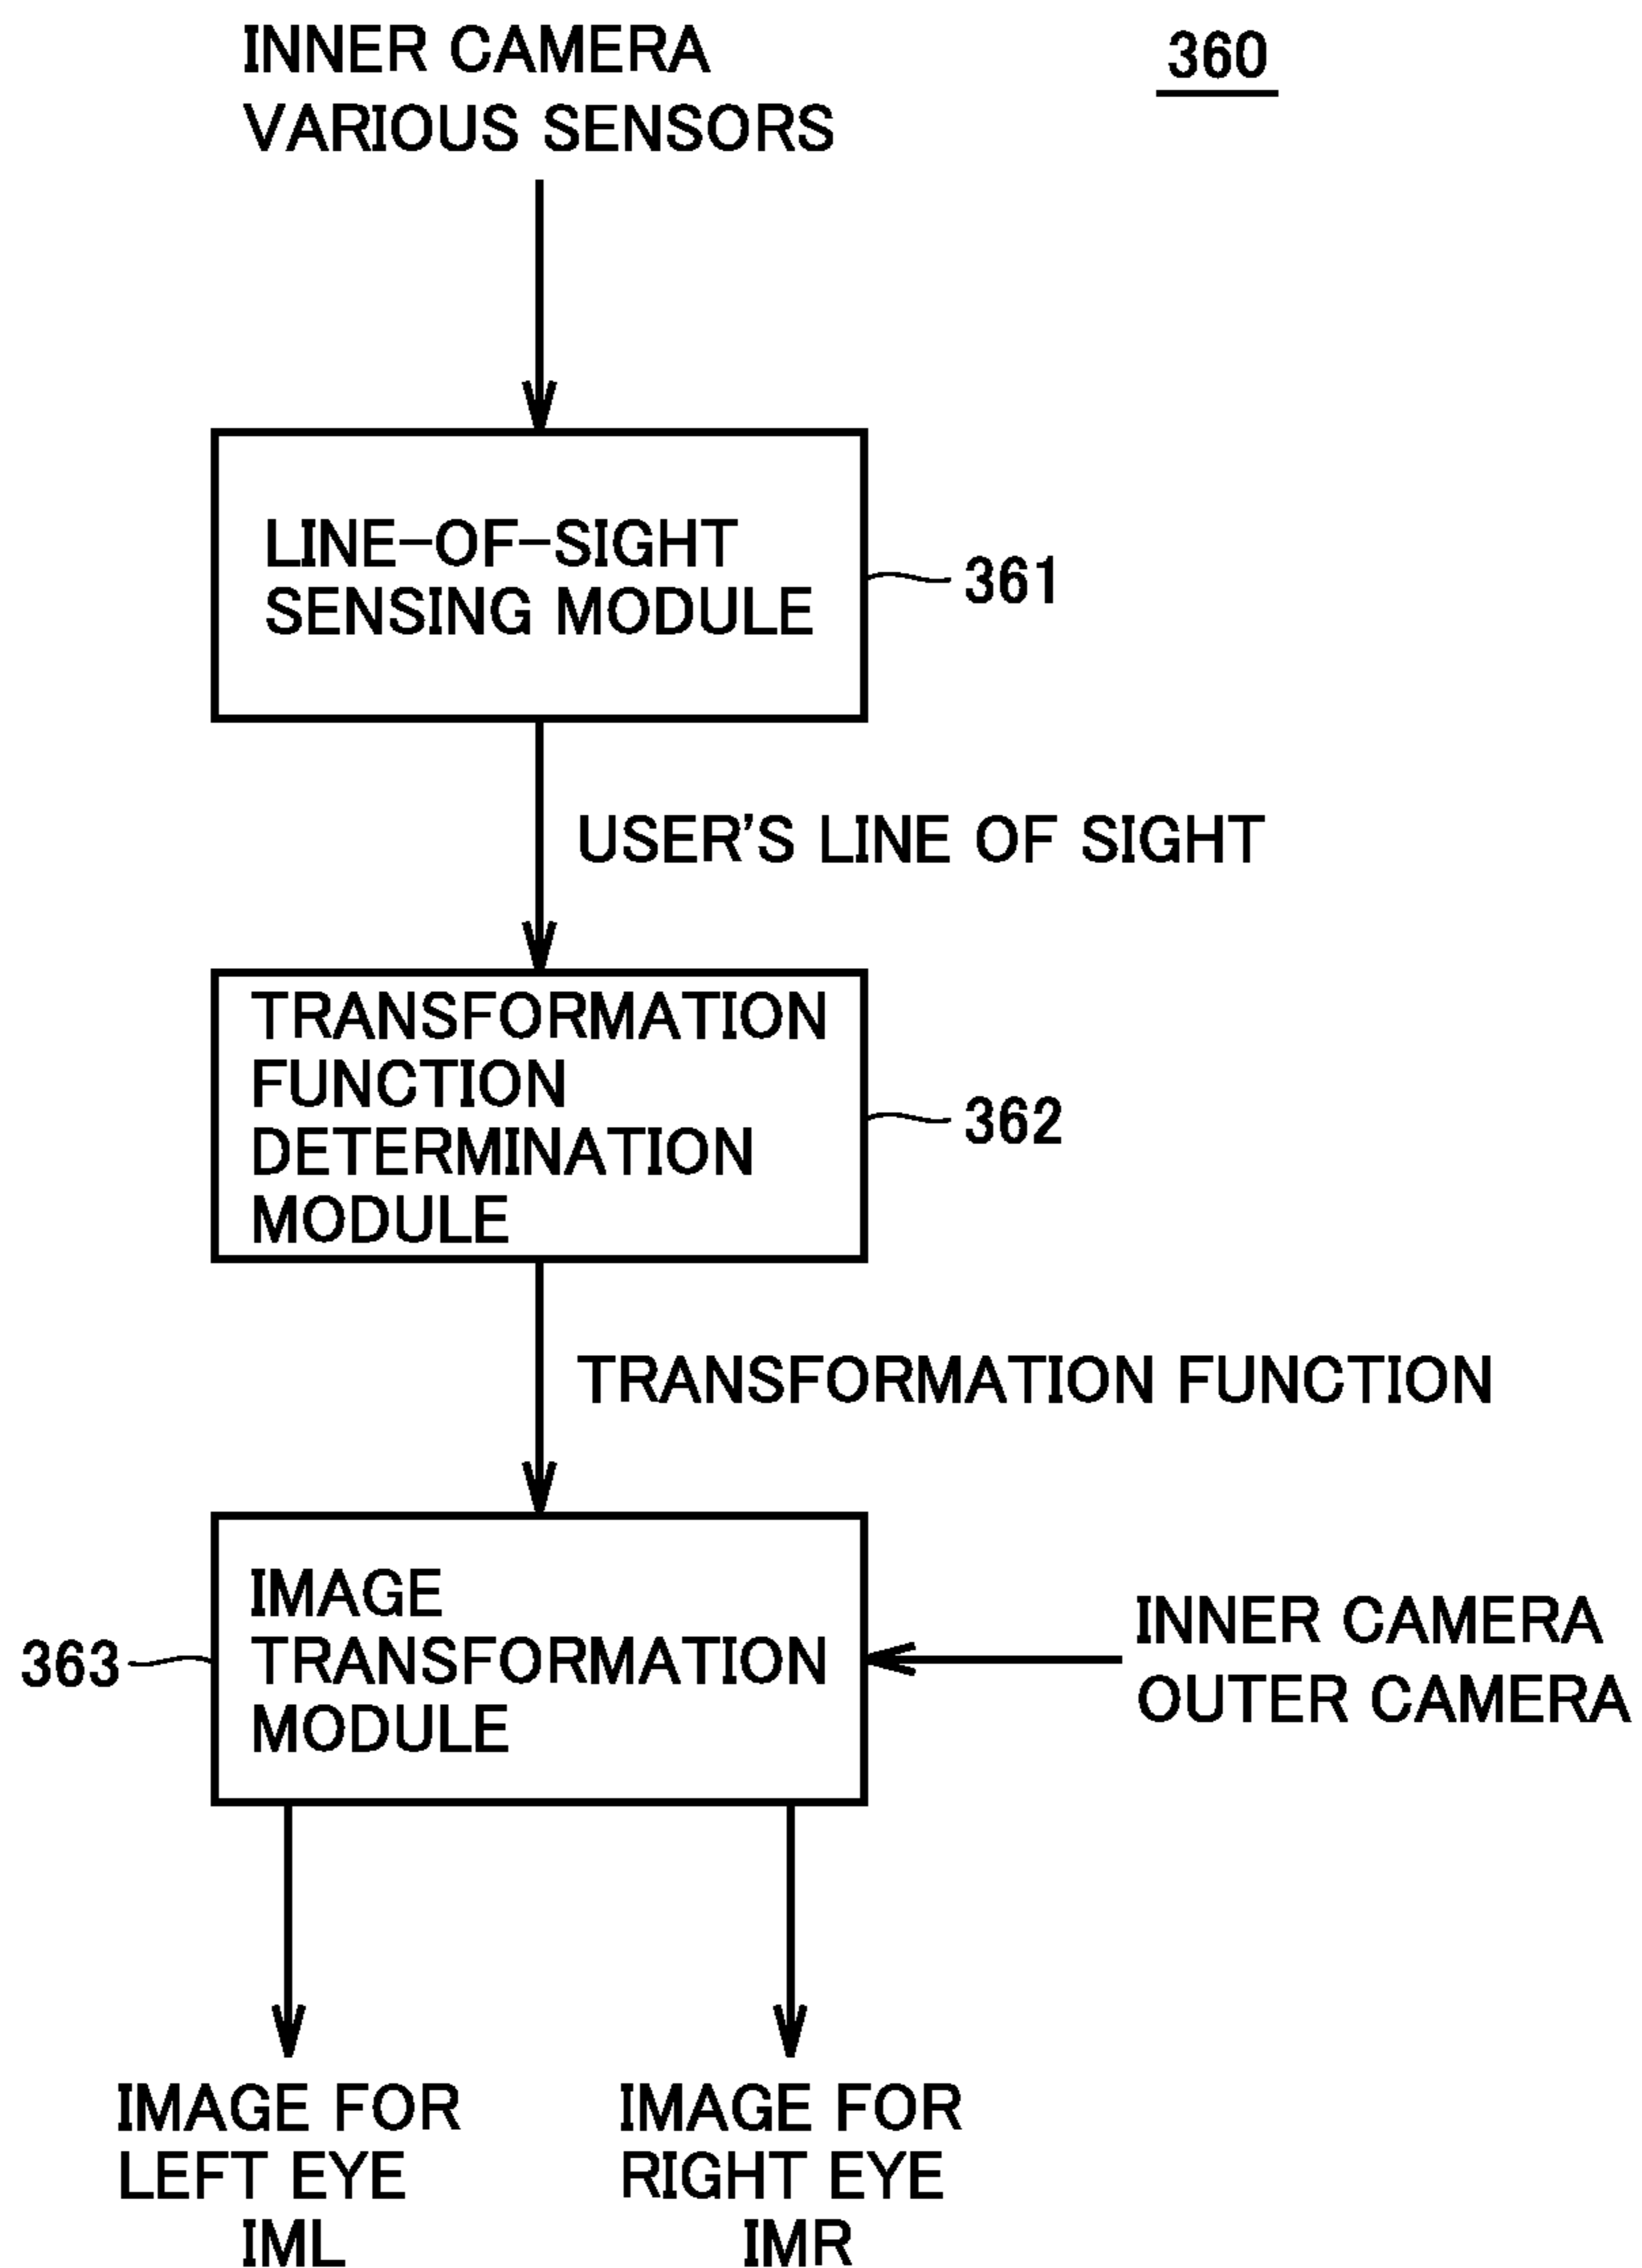 INNER CAMERA
VARIOUS SENSORS
360
LINE-OF-SIGHT
SENSING MODULE
361
USER'S LINE OF SIGHT
TRANSFORMATION
FUNCTION
DETERMINATION
MODULE
362
TRANSFORMATION FUNCTION
IMAGE
TRANSFORMATION
MODULE
363
INNER CAMERA
OUTER CAMERA
IMAGE FOR
LEFT EYE
IML
IMAGE FOR
RIGHT EYE
IMR